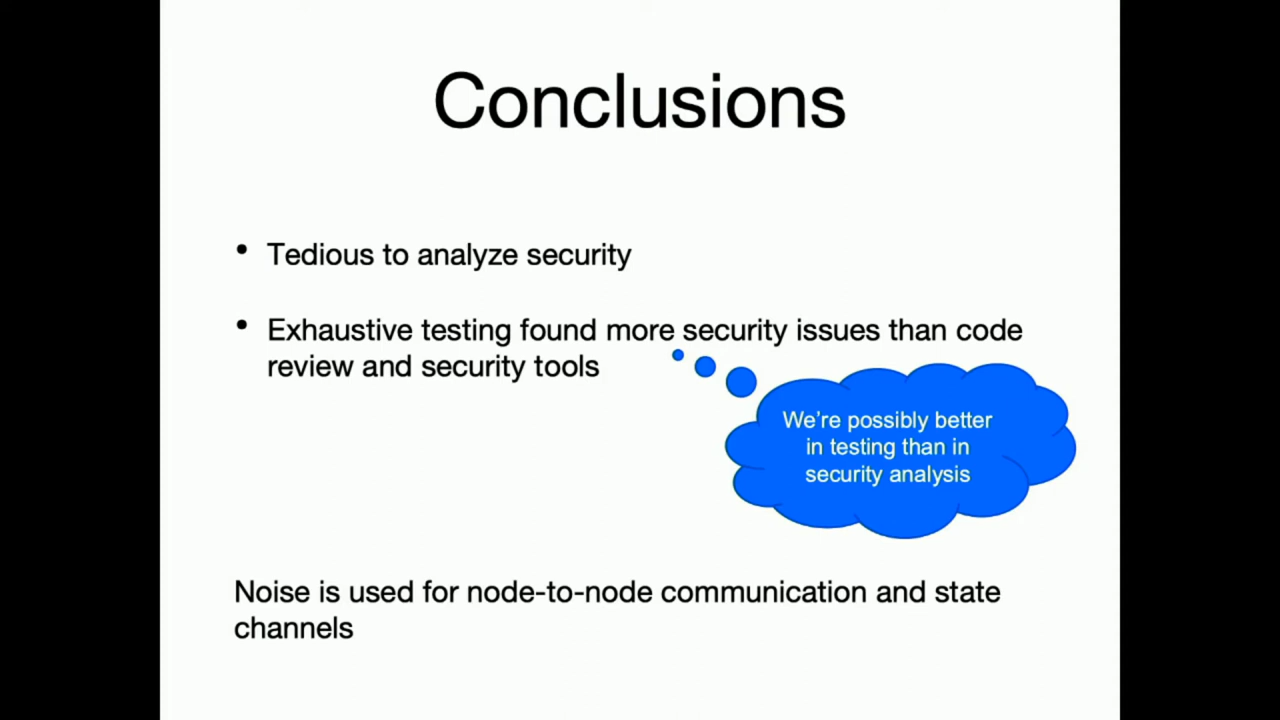 Conclusions
• Tedious to analyze security
• Exhaustive testing found more security issues than code
review and security tools
We're possibly better
in testing than in
security analysis
Noise is used for node-to-node communication and state
channels